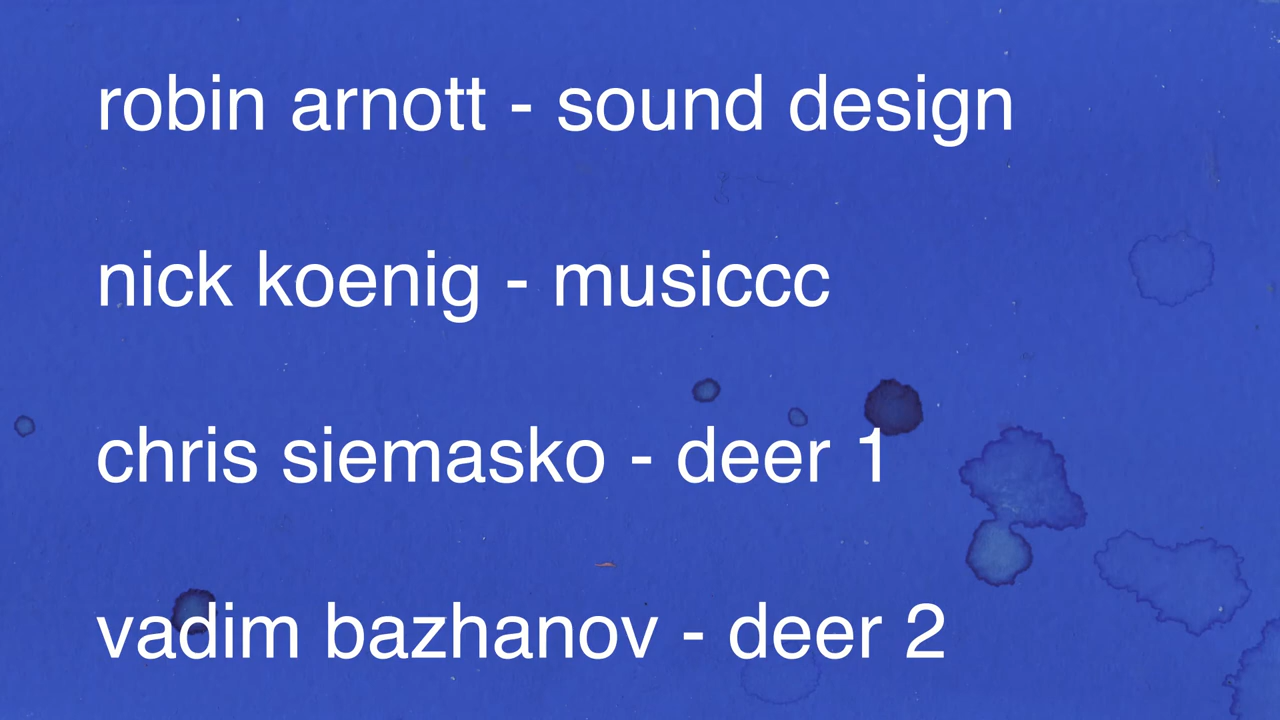 robin arnott - sound design
nick koenig - musiccc
chris siemasko - deer 1
vadim bazhanov - deer 2